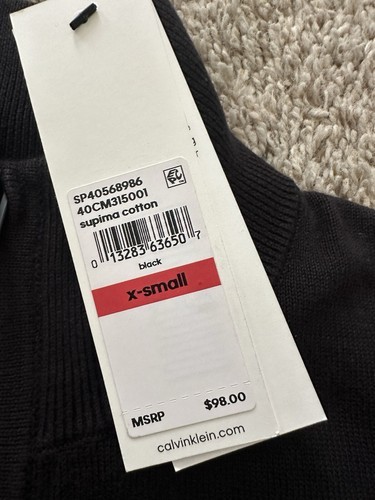 SP40568986
40CM315001
supima cotton
0 13283 63650 7
black
x-small
MSRP $98.00
calvinklein.com